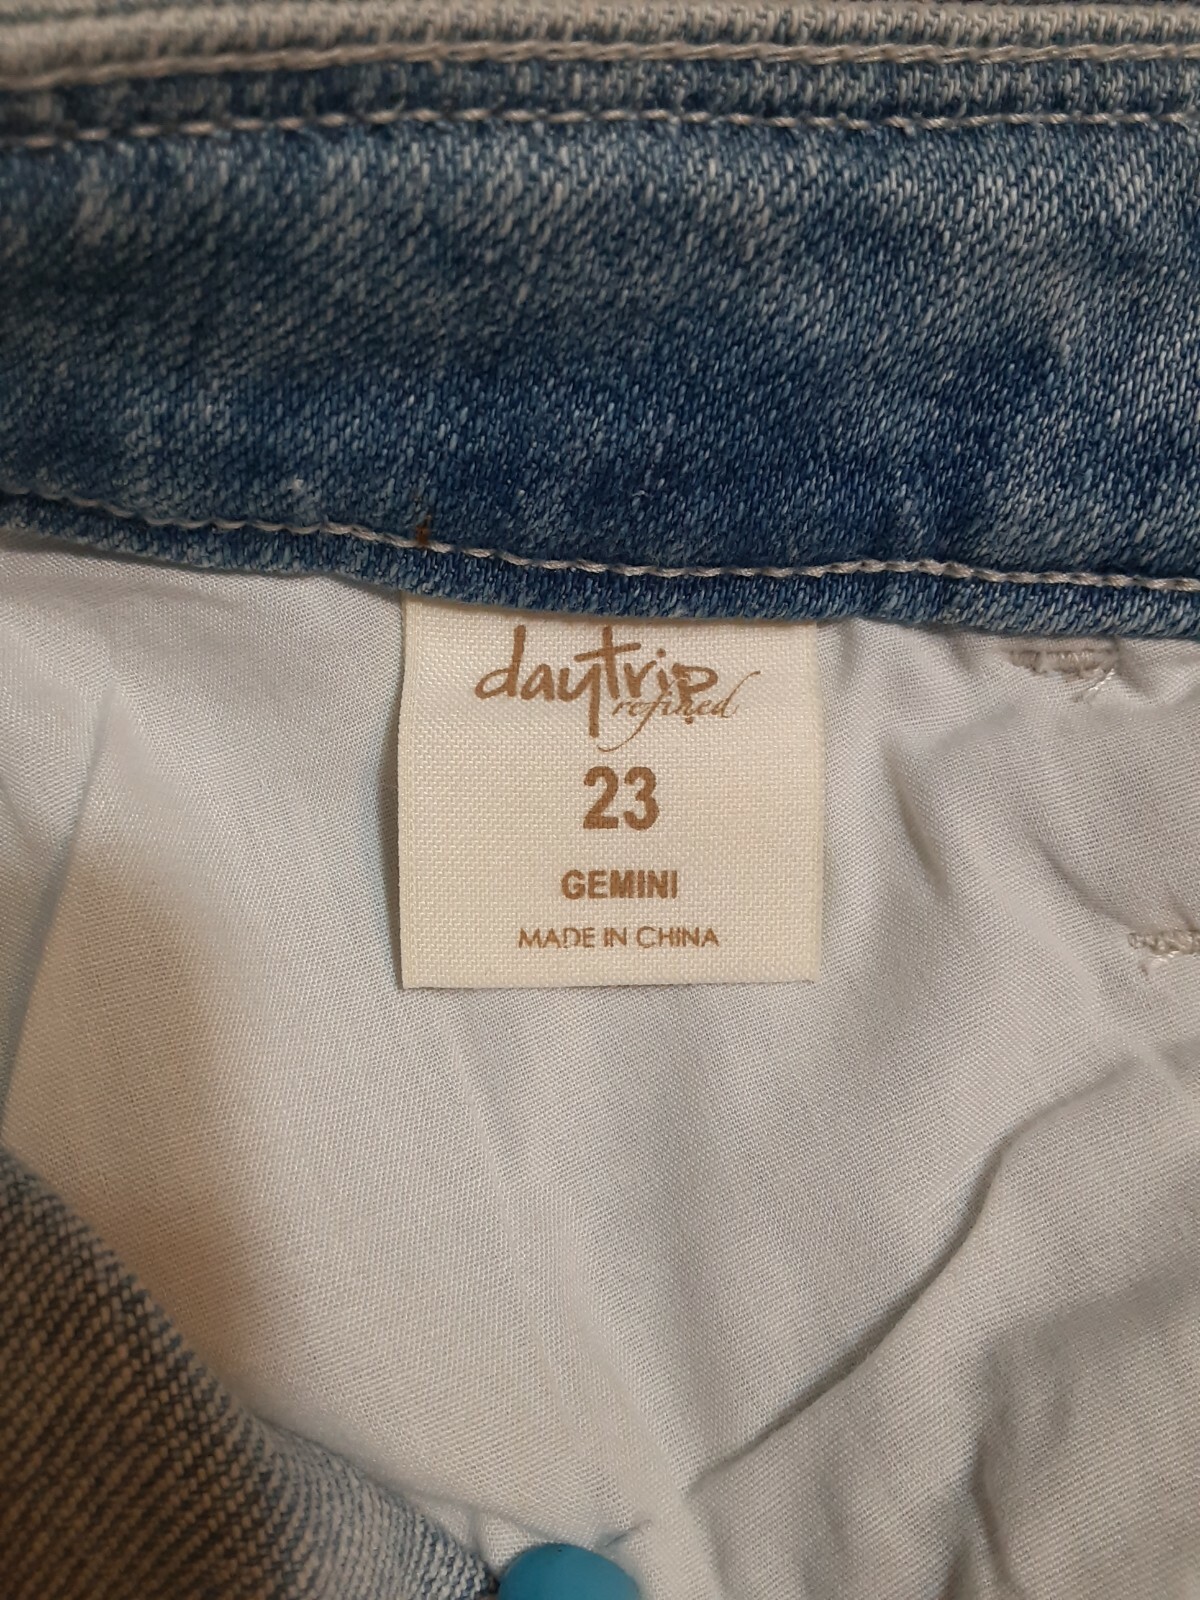 daytrip
refined
23
GEMINI
MADE IN CHINA